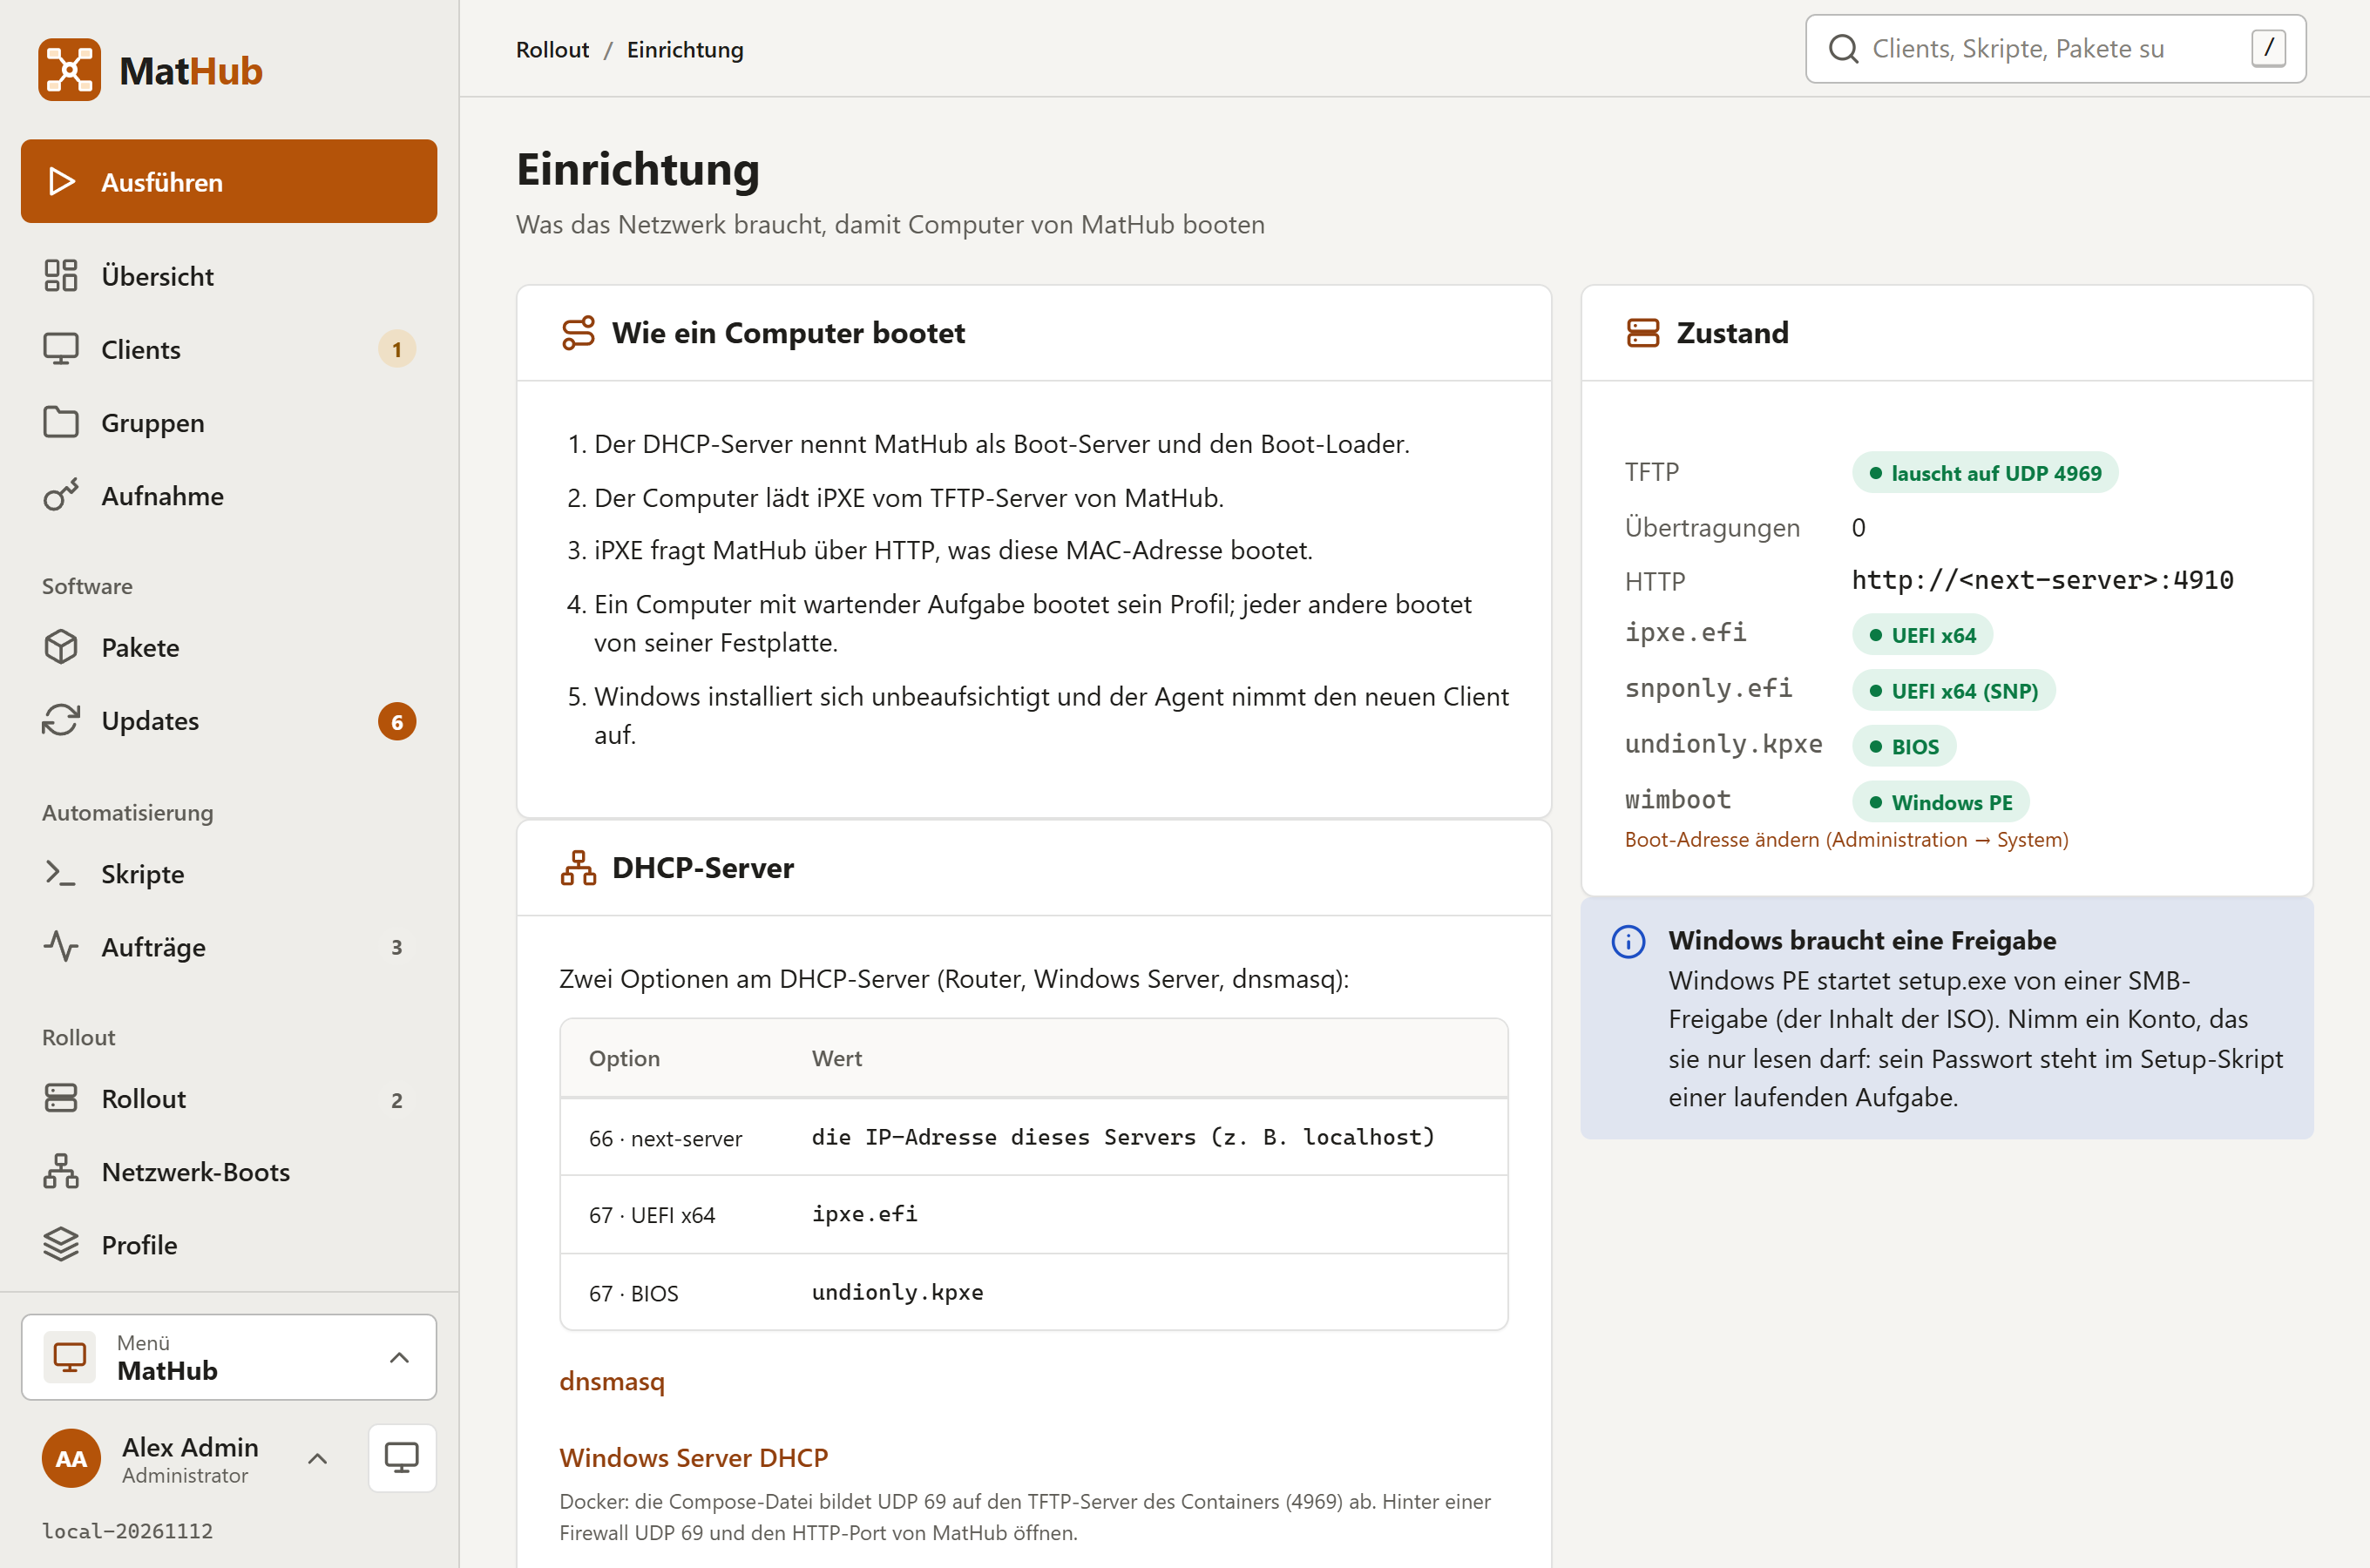 MatHub
Ausführen
Übersicht
Clients 1
Gruppen
Aufnahme
Software
Pakete
Updates 6
Automatisierung
Skripte
Aufträge 3
Rollout
Rollout 2
Netzwerk-Boots
Profile
Menü
MatHub
AA
Alex Admin
Administrator
local-20261112
Rollout / Einrichtung
Clients, Skripte, Pakete su /
Einrichtung
Was das Netzwerk braucht, damit Computer von MatHub booten
Wie ein Computer bootet
1. Der DHCP-Server nennt MatHub als Boot-Server und den Boot-Loader.
2. Der Computer lädt iPXE vom TFTP-Server von MatHub.
3. iPXE fragt MatHub über HTTP, was diese MAC-Adresse bootet.
4. Ein Computer mit wartender Aufgabe bootet sein Profil; jeder andere bootet
von seiner Festplatte.
5. Windows installiert sich unbeaufsichtigt und der Agent nimmt den neuen Client
auf.
DHCP-Server
Zwei Optionen am DHCP-Server (Router, Windows Server, dnsmasq):
Option Wert
66 · next-server die IP-Adresse dieses Servers (z. B. localhost)
67 · UEFI x64 ipxe.efi
67 · BIOS undionly.kpxe
dnsmasq
Windows Server DHCP
Docker: die Compose-Datei bildet UDP 69 auf den TFTP-Server des Containers (4969) ab. Hinter einer
Firewall UDP 69 und den HTTP-Port von MatHub öffnen.
Zustand
TFTP lauscht auf UDP 4969
Übertragungen 0
HTTP http://<next-server>:4910
ipxe.efi UEFI x64
snponly.efi UEFI x64 (SNP)
undionly.kpxe BIOS
wimboot Windows PE
Boot-Adresse ändern (Administration → System)
Windows braucht eine Freigabe
Windows PE startet setup.exe von einer SMB-
Freigabe (der Inhalt der ISO). Nimm ein Konto, das
sie nur lesen darf: sein Passwort steht im Setup-Skript
einer laufenden Aufgabe.